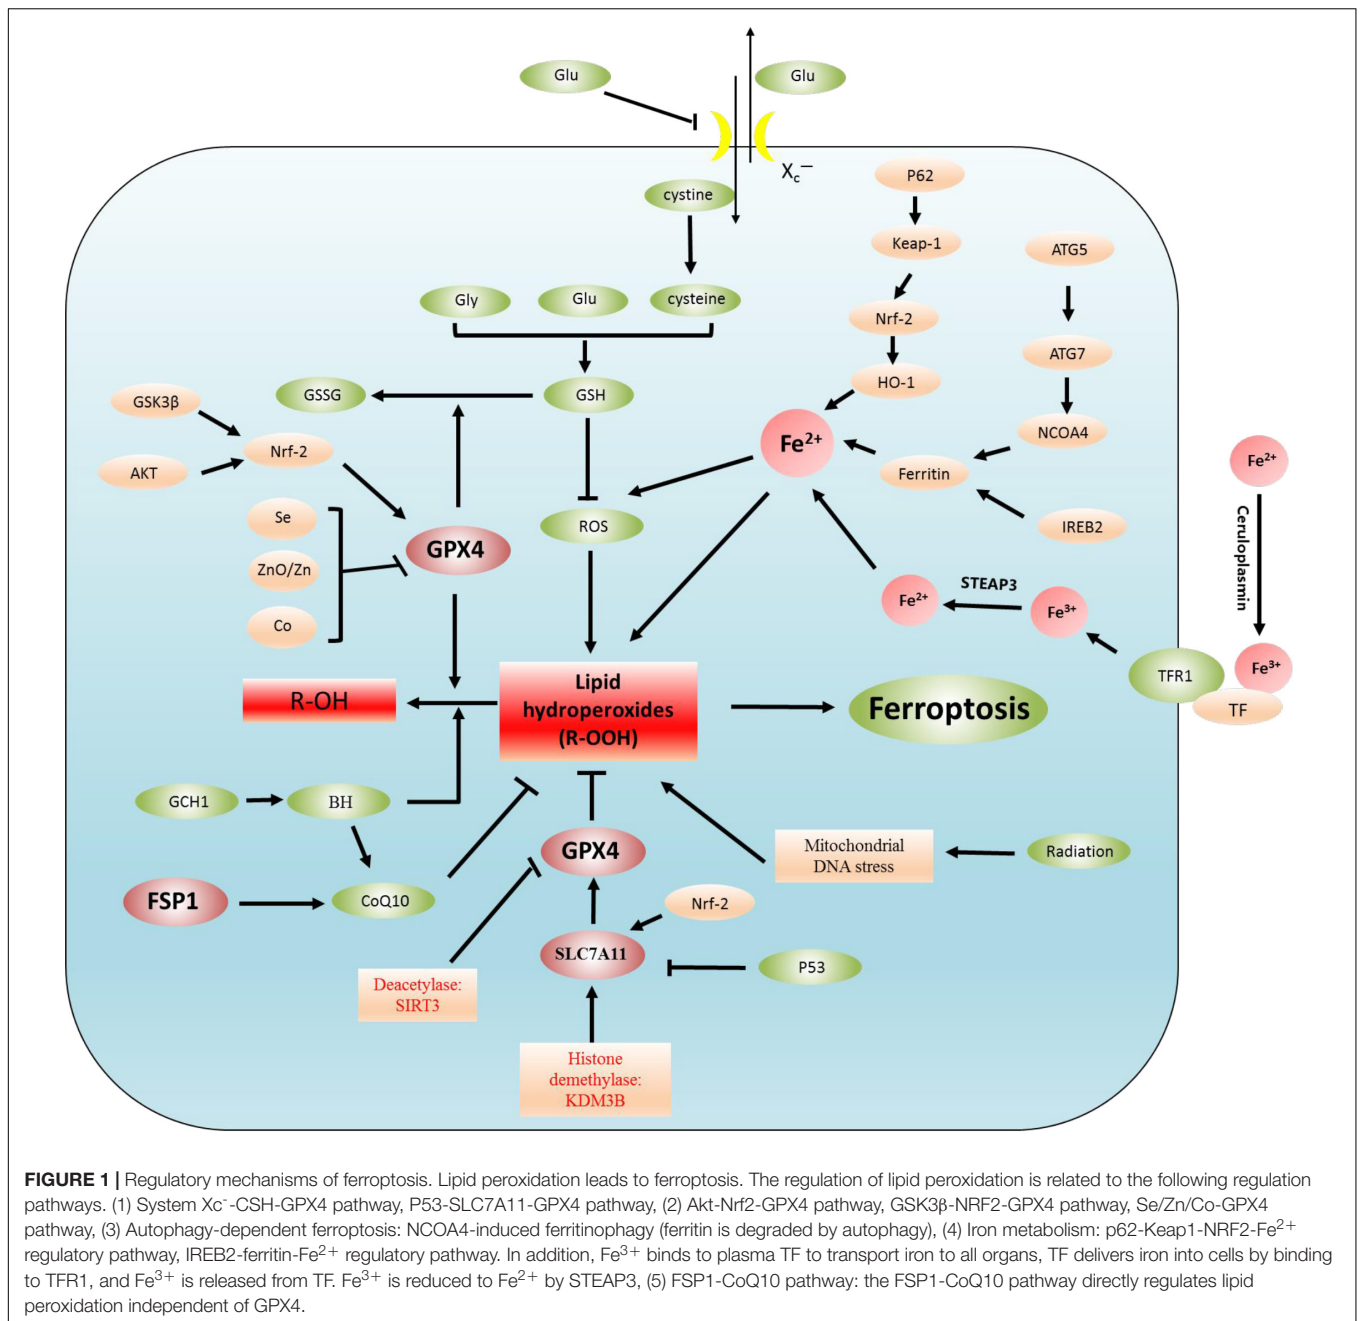 Glu
Glu
Xc−
cystine
P62
Keap-1
ATG5
Gly
Glu
cysteine
Nrf-2
ATG7
HO-1
GSSG
GSH
GSK3β
NCOA4
Nrf-2
Fe2+
AKT
Ferritin
Fe2+
Se
ROS
IREB2
GPX4
Ceruloplasmin
ZnO/Zn
STEAP3
Fe2+
Fe3+
Co
TFR1
Fe3+
TF
R-OH
Lipid
hydroperoxides
(R-OOH)
Ferroptosis
GCH1
BH
GPX4
Mitochondrial
DNA stress
Radiation
FSP1
CoQ10
Nrf-2
SLC7A11
P53
Deacetylase:
SIRT3
Histone
demethylase:
KDM3B
FIGURE 1 | Regulatory mechanisms of ferroptosis. Lipid peroxidation leads to ferroptosis. The regulation of lipid peroxidation is related to the following regulation
pathways. (1) System Xc--CSH-GPX4 pathway, P53-SLC7A11-GPX4 pathway, (2) Akt-Nrf2-GPX4 pathway, GSK3β-NRF2-GPX4 pathway, Se/Zn/Co-GPX4
pathway, (3) Autophagy-dependent ferroptosis: NCOA4-induced ferritinophagy (ferritin is degraded by autophagy), (4) Iron metabolism: p62-Keap1-NRF2-Fe2+
regulatory pathway, IREB2-ferritin-Fe2+ regulatory pathway. In addition, Fe3+ binds to plasma TF to transport iron to all organs, TF delivers iron into cells by binding
to TFR1, and Fe3+ is released from TF. Fe3+ is reduced to Fe2+ by STEAP3, (5) FSP1-CoQ10 pathway: the FSP1-CoQ10 pathway directly regulates lipid
peroxidation independent of GPX4.